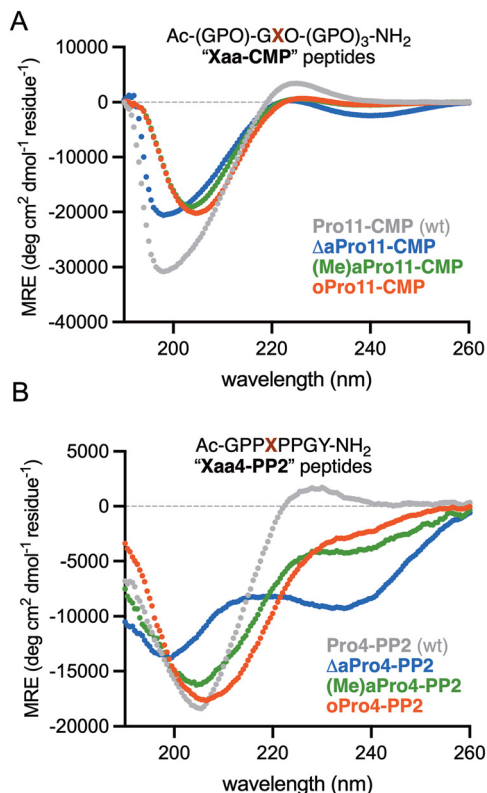 A
Ac-(GPO)-GXO-(GPO)3-NH2
"Xaa-CMP" peptides
10000
0
-10000
-20000
-30000
-40000
MRE (deg cm2 dmol-1 residue-1)
Pro11-CMP (wt)
ΔaPro11-CMP
(Me)aPro11-CMP
oPro11-CMP
200 220 240 260
wavelength (nm)
B
Ac-GPPXPPGY-NH2
"Xaa4-PP2" peptides
5000
0
-5000
-10000
-15000
-20000
MRE (deg cm2 dmol-1 residue-1)
Pro4-PP2 (wt)
ΔaPro4-PP2
(Me)aPro4-PP2
oPro4-PP2
200 220 240 260
wavelength (nm)